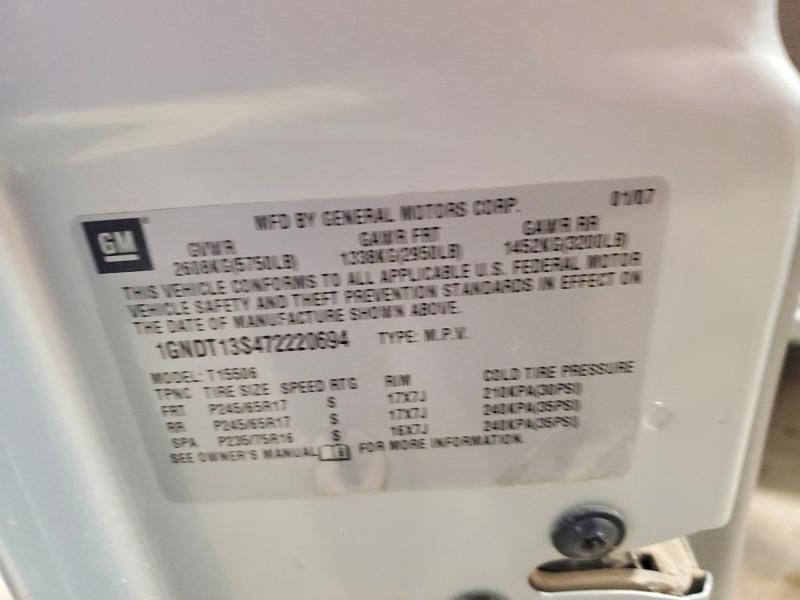 GM MFD BY GENERAL MOTORS CORP. 01/07
GVWR GAWR FRT GAWR RR
2608KG(5750LB) 1338KG(2950LB) 1452KG(3200LB)
THIS VEHICLE CONFORMS TO ALL APPLICABLE U.S. FEDERAL MOTOR
VEHICLE SAFETY AND THEFT PREVENTION STANDARDS IN EFFECT ON
THE DATE OF MANUFACTURE SHOWN ABOVE.
1GNDT13S472220694 TYPE: M.P.V.
MODEL: T15506
TPNC TIRE SIZE SPEED RTG RIM COLD TIRE PRESSURE
FRT P245/65R17 S 17X7J 210KPA(30PSI)
RR P245/65R17 S 17X7J 240KPA(35PSI)
SPA P235/75R16 S 16X7J 240KPA(35PSI)
SEE OWNER'S MANUAL FOR MORE INFORMATION.